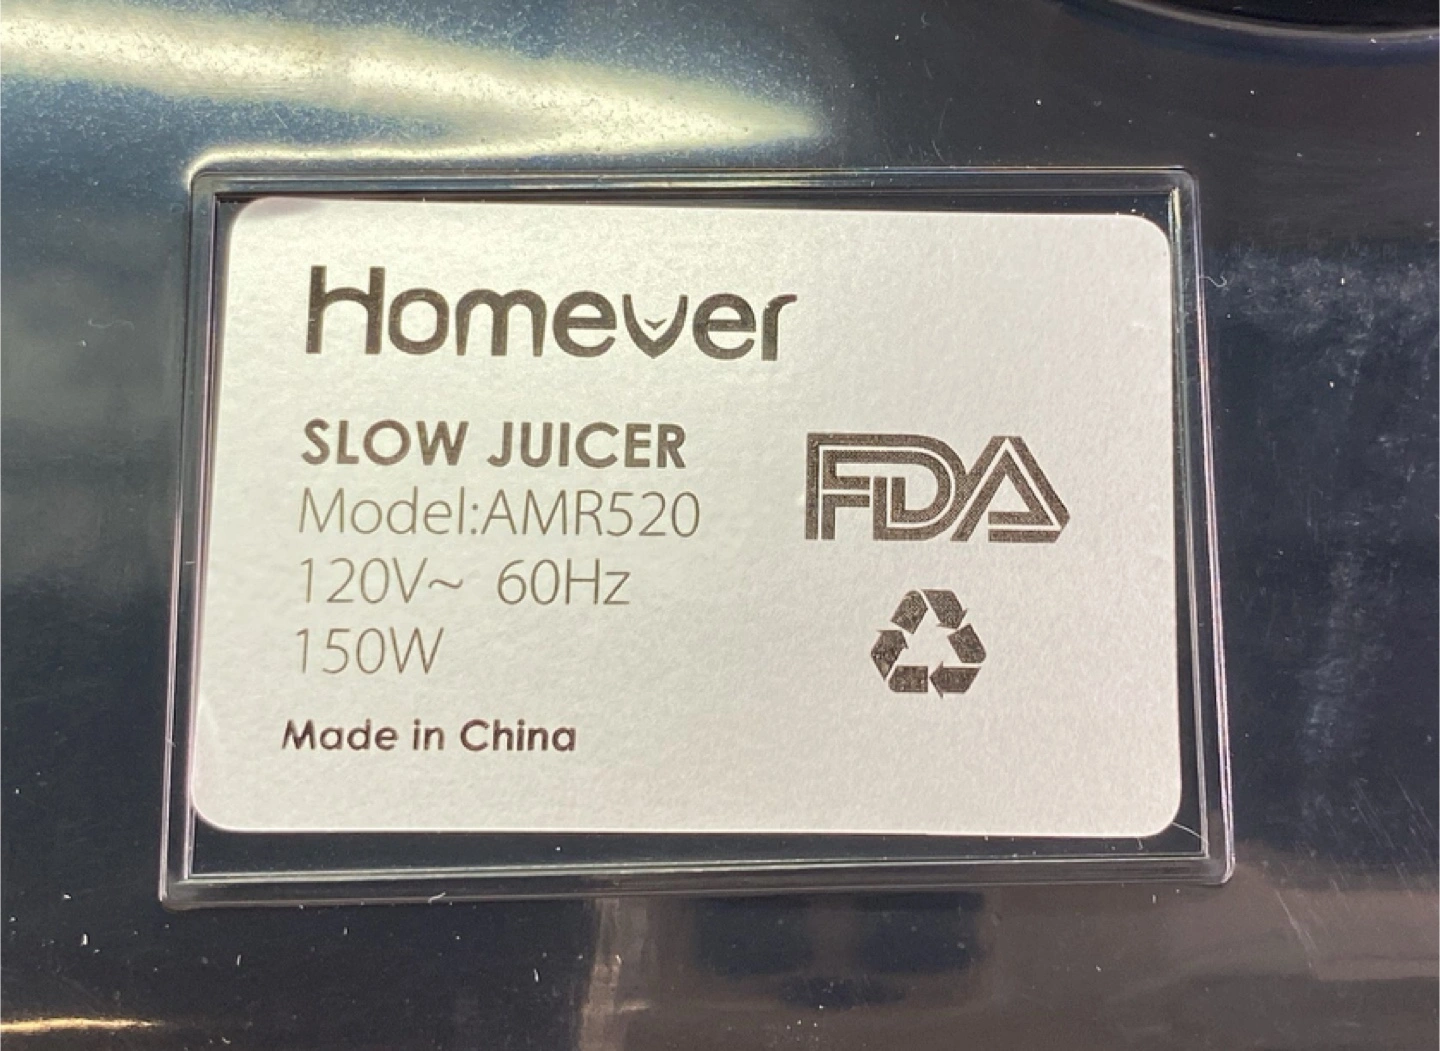 Homever
SLOW JUICER
Model:AMR520
120V~ 60Hz
150W
Made in China
FDA